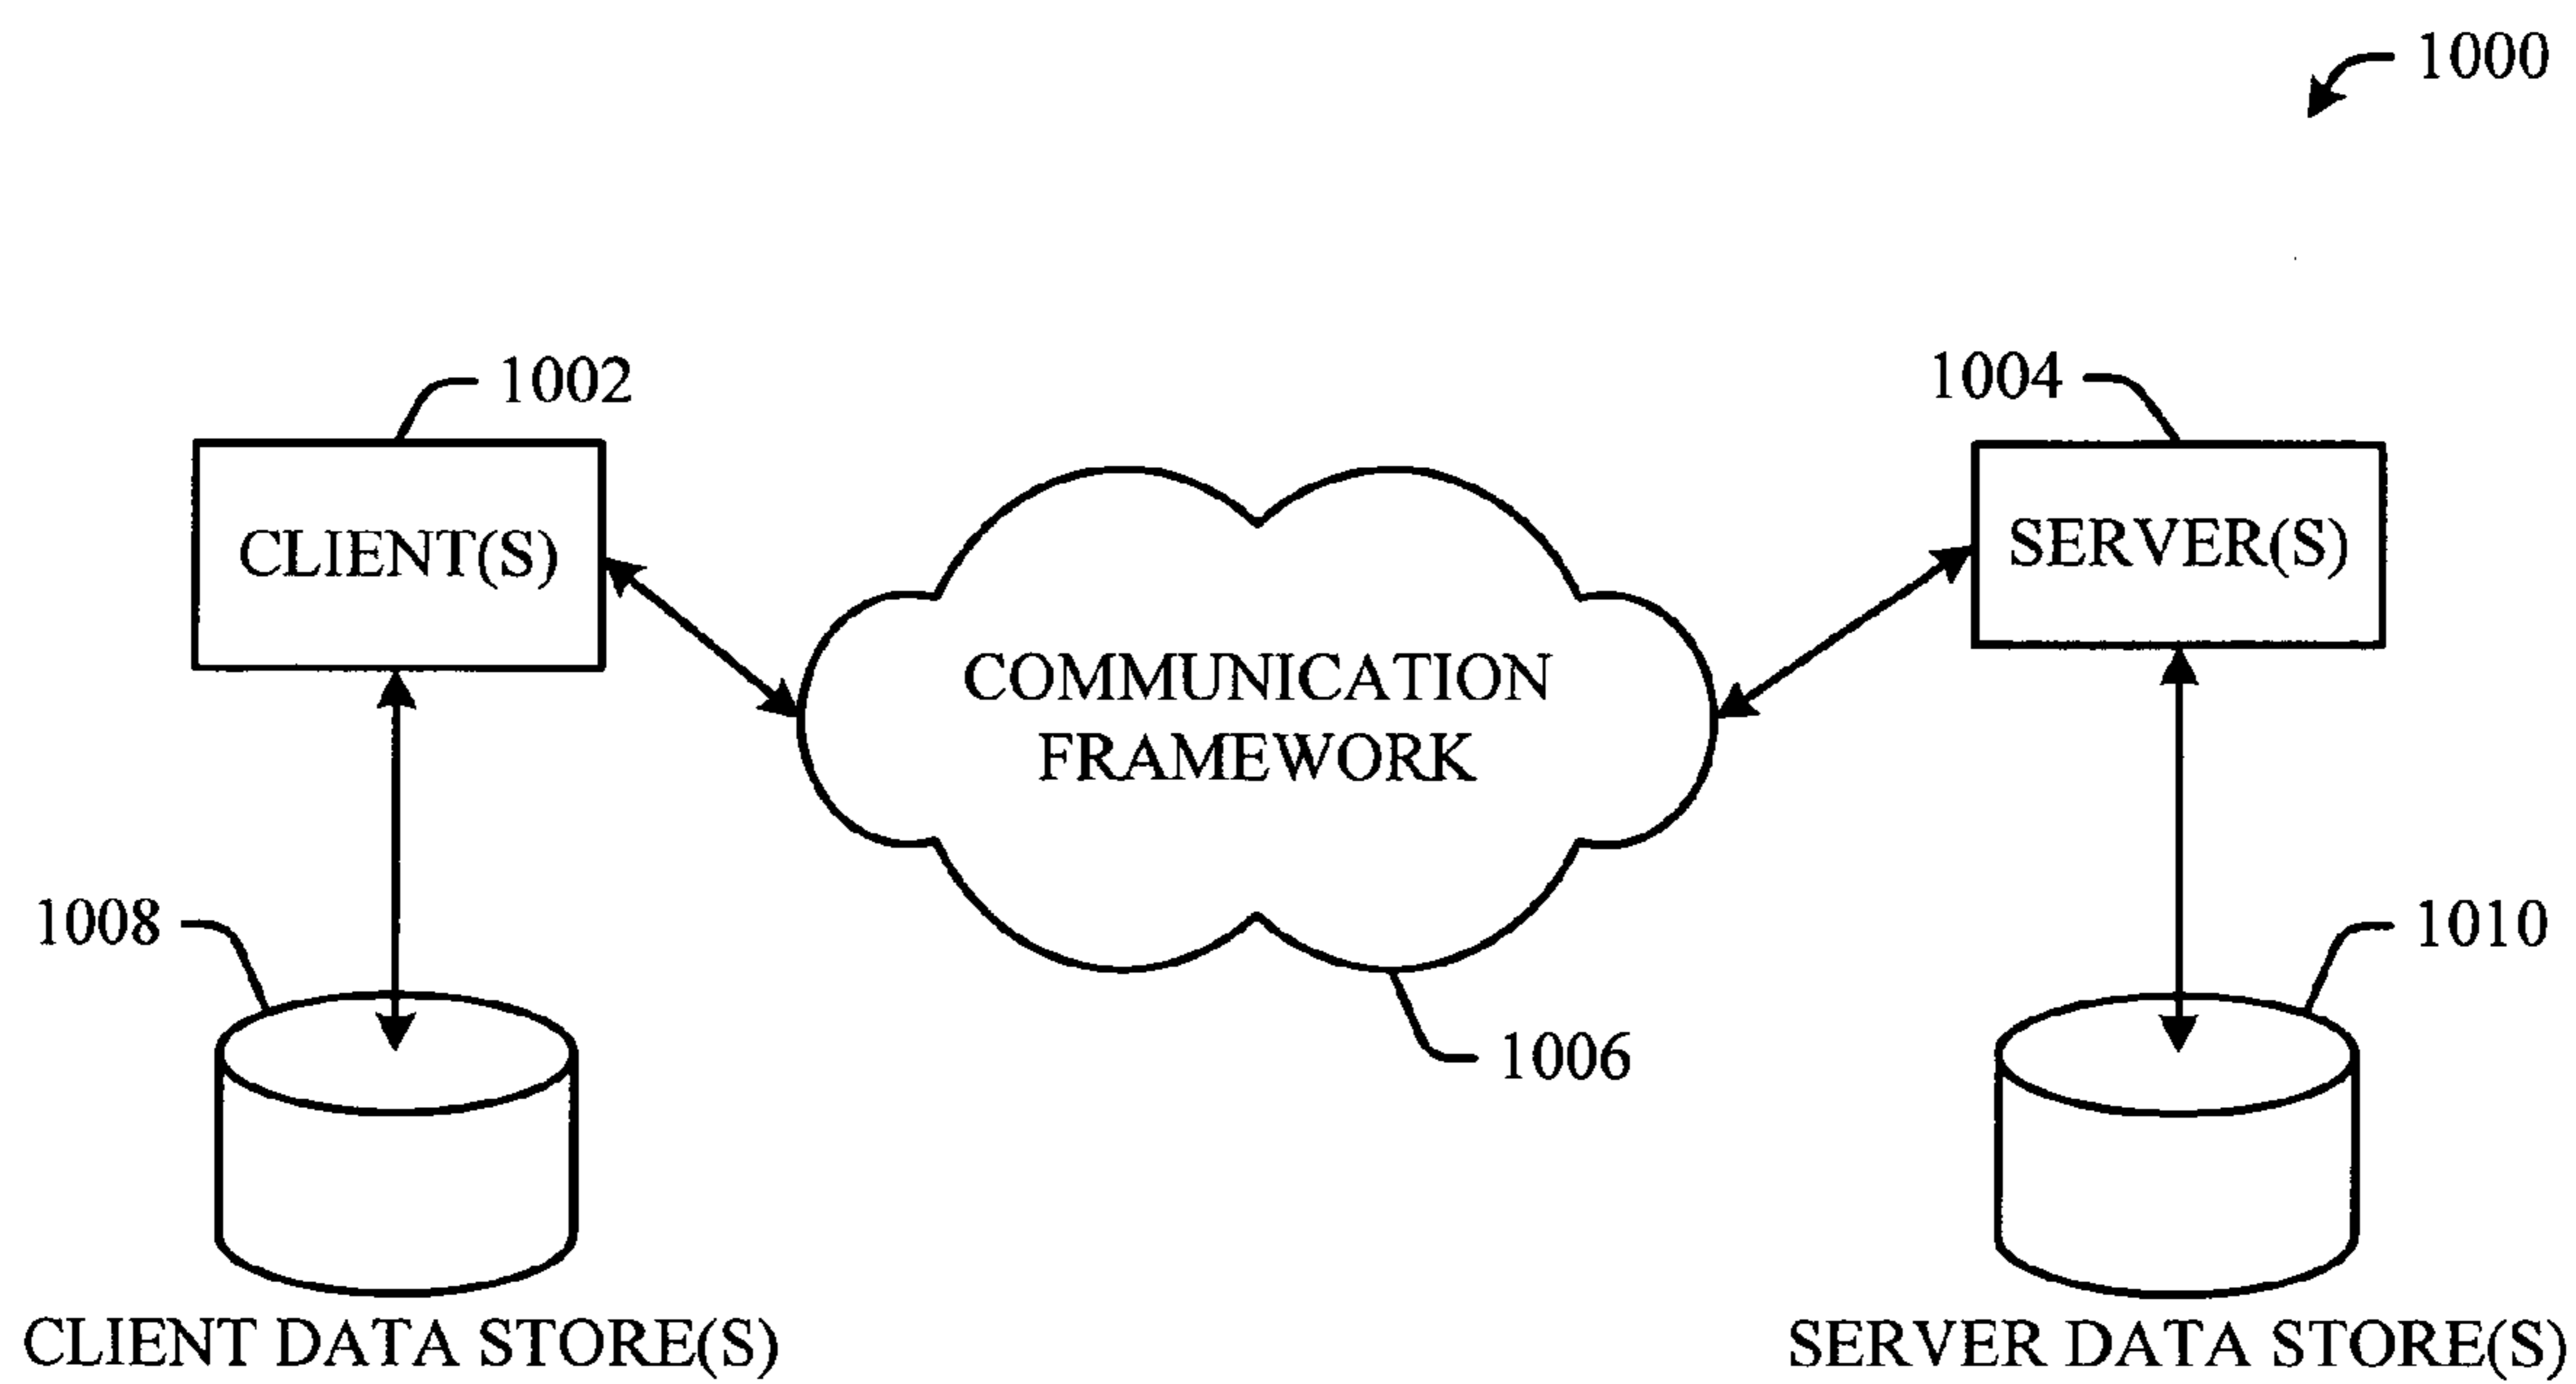 1000
1002
1004
CLIENT(S)
SERVER(S)
COMMUNICATION
FRAMEWORK
1008
1010
1006
CLIENT DATA STORE(S)
SERVER DATA STORE(S)